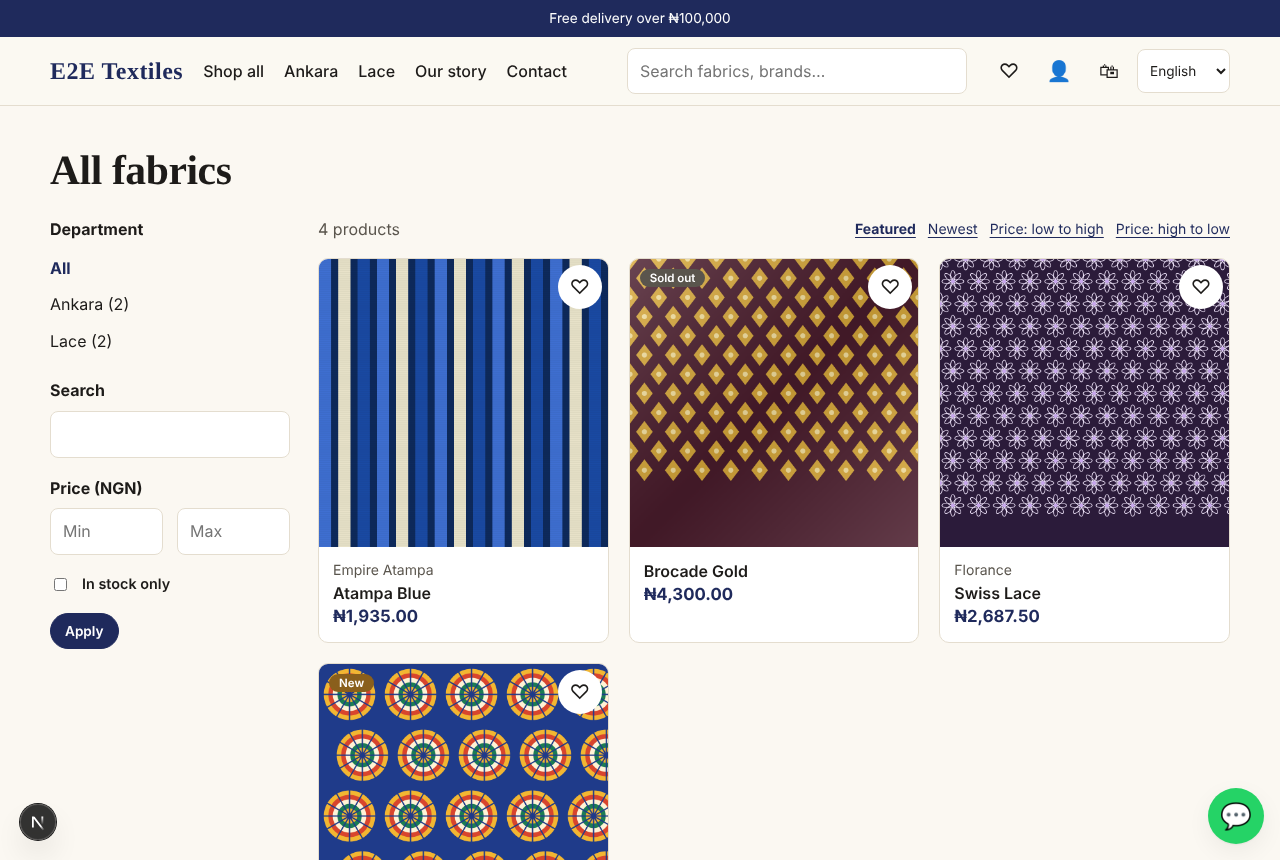 Free delivery over ₦100,000
E2E Textiles Shop all Ankara Lace Our story Contact Search fabrics, brands... English
All fabrics
Department
All
Ankara (2)
Lace (2)
Search
Price (NGN)
Min Max
In stock only
Apply
4 products Featured Newest Price: low to high Price: high to low
Empire Atampa
Atampa Blue
₦1,935.00
Sold out
Brocade Gold
₦4,300.00
Florance
Swiss Lace
₦2,687.50
New
N